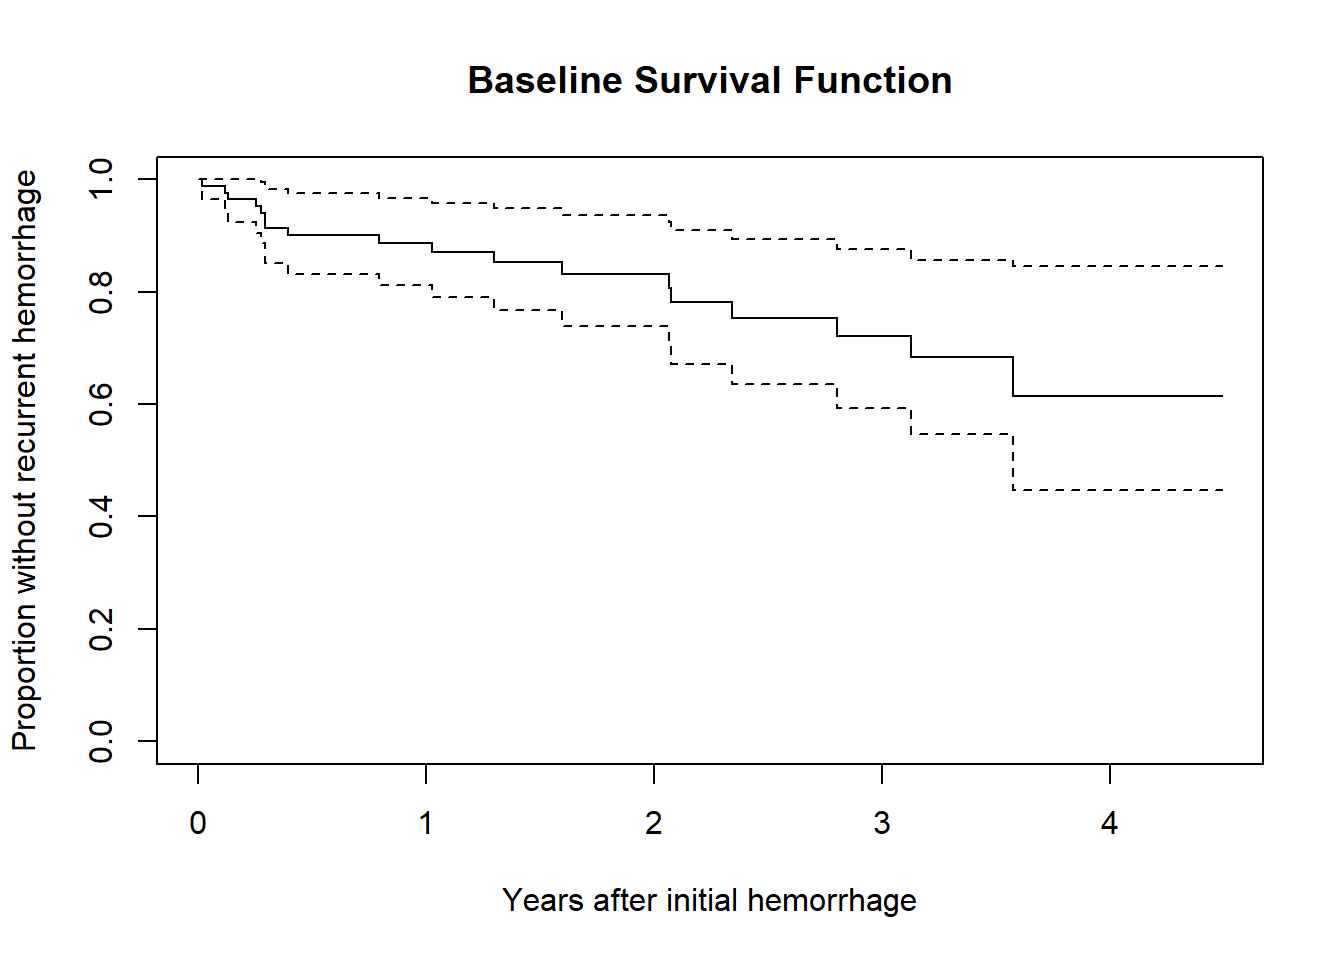 Baseline Survival Function
Proportion without recurrent hemorrhage
1.0
0.8
0.6
0.4
0.2
0.0
0 1 2 3 4
Years after initial hemorrhage